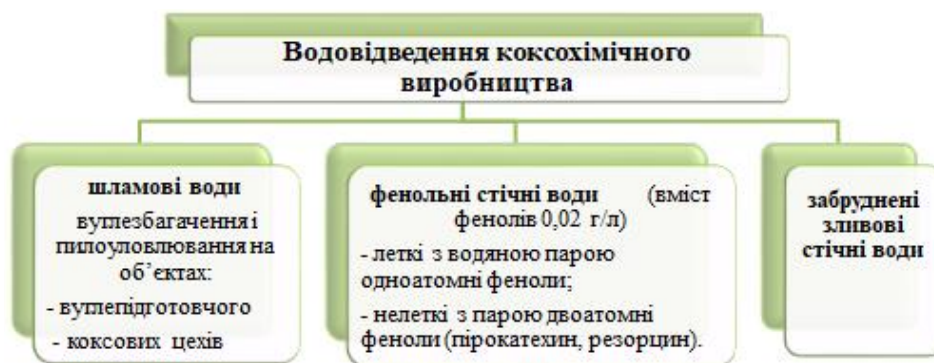 Водовідведення коксохімічного
виробництва
шламові води
вуглезбагачення і
пилоуловлювання на
об’єктах:
- вуглепідготовчого
- коксових цехів
фенольні стічні води (вміст
фенолів 0,02 г/л)
- леткі з водяною парою
одноатомні феноли;
- нелеткі з парою двоатомні
феноли (пірокатехин, резорцин).
забруднені
зливові
стічні води